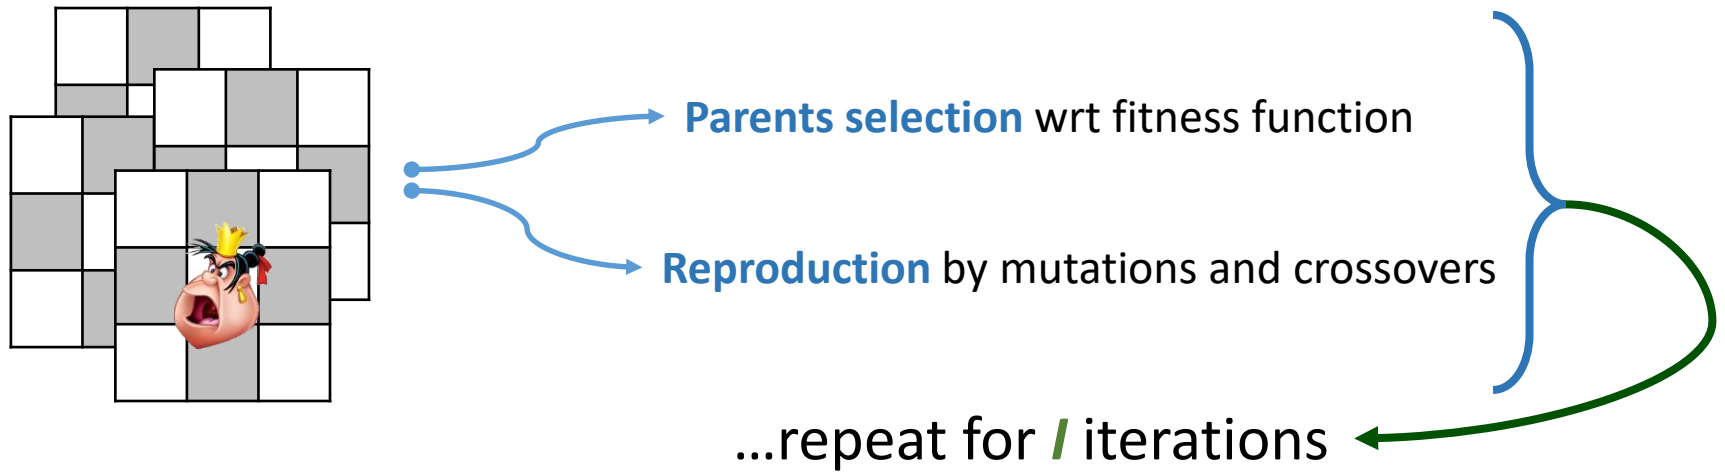 Parents selection wrt fitness function
Reproduction by mutations and crossovers
...repeat for I iterations